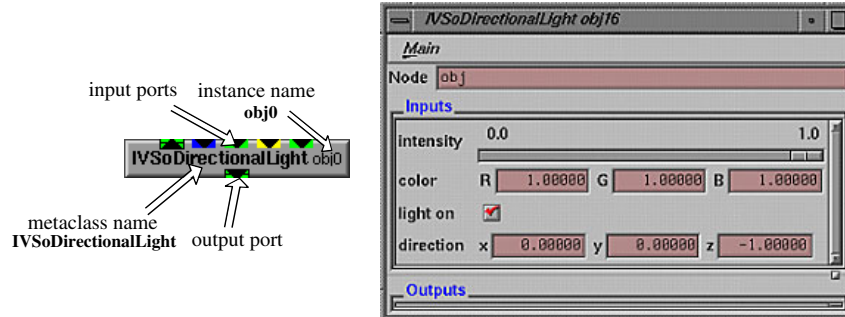 input ports
instance name
obj0
IVSoDirectionalLight obj0
metaclass name
IVSoDirectionalLight
output port
IVSoDirectionalLight obj16
Main
Node obj
Inputs
intensity 0.0 1.0
color R 1.00000 G 1.00000 B 1.00000
light on
direction x 0.00000 y 0.00000 z -1.00000
Outputs